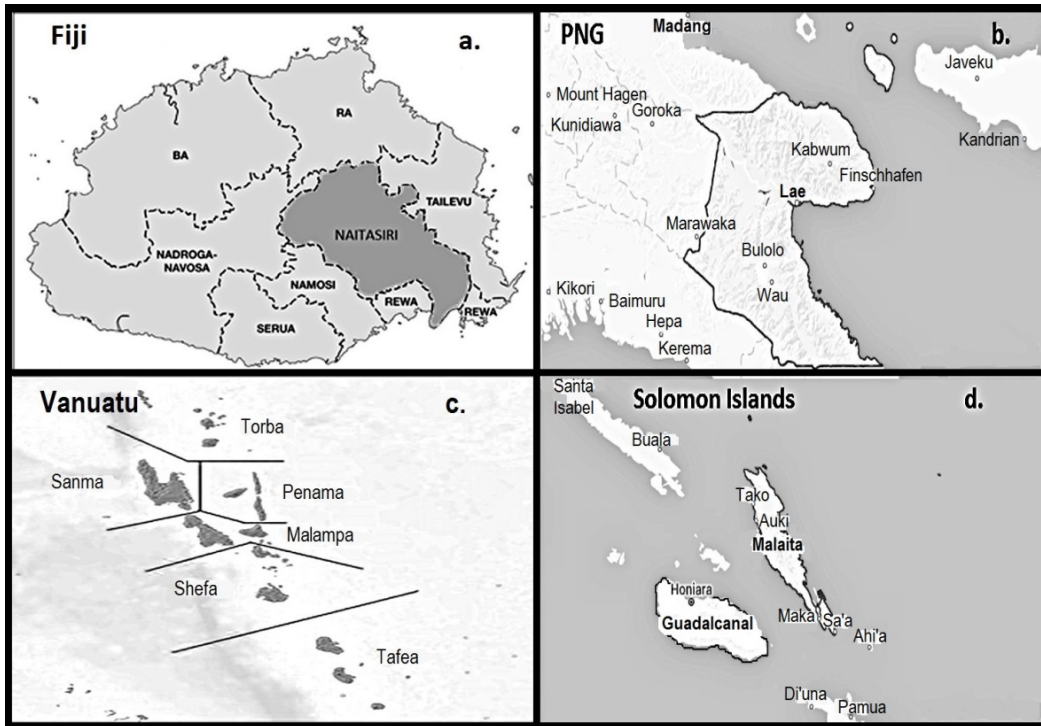 Fiji
a.
RA
BA
TAILEVU
NAITASIRI
NADROGA-
NAVOSA
NAMOSI
REWA
REWA
SERUA
PNG
b.
Madang
Javeku
Mount Hagen
Goroka
Kunidiawa
Kandrian
Kabwum
Finschhafen
Lae
Marawaka
Bulolo
Wau
Kikori
Baimuru
Hepa
Kerema
Vanuatu
c.
Torba
Sanma
Penama
Malampa
Shefa
Tafea
Solomon Islands
d.
Santa
Isabel
Buala
Tako
Auki
Malaita
Honiara
Guadalcanal
Maka
Sa'a
Ahi'a
Di'una
Pamua